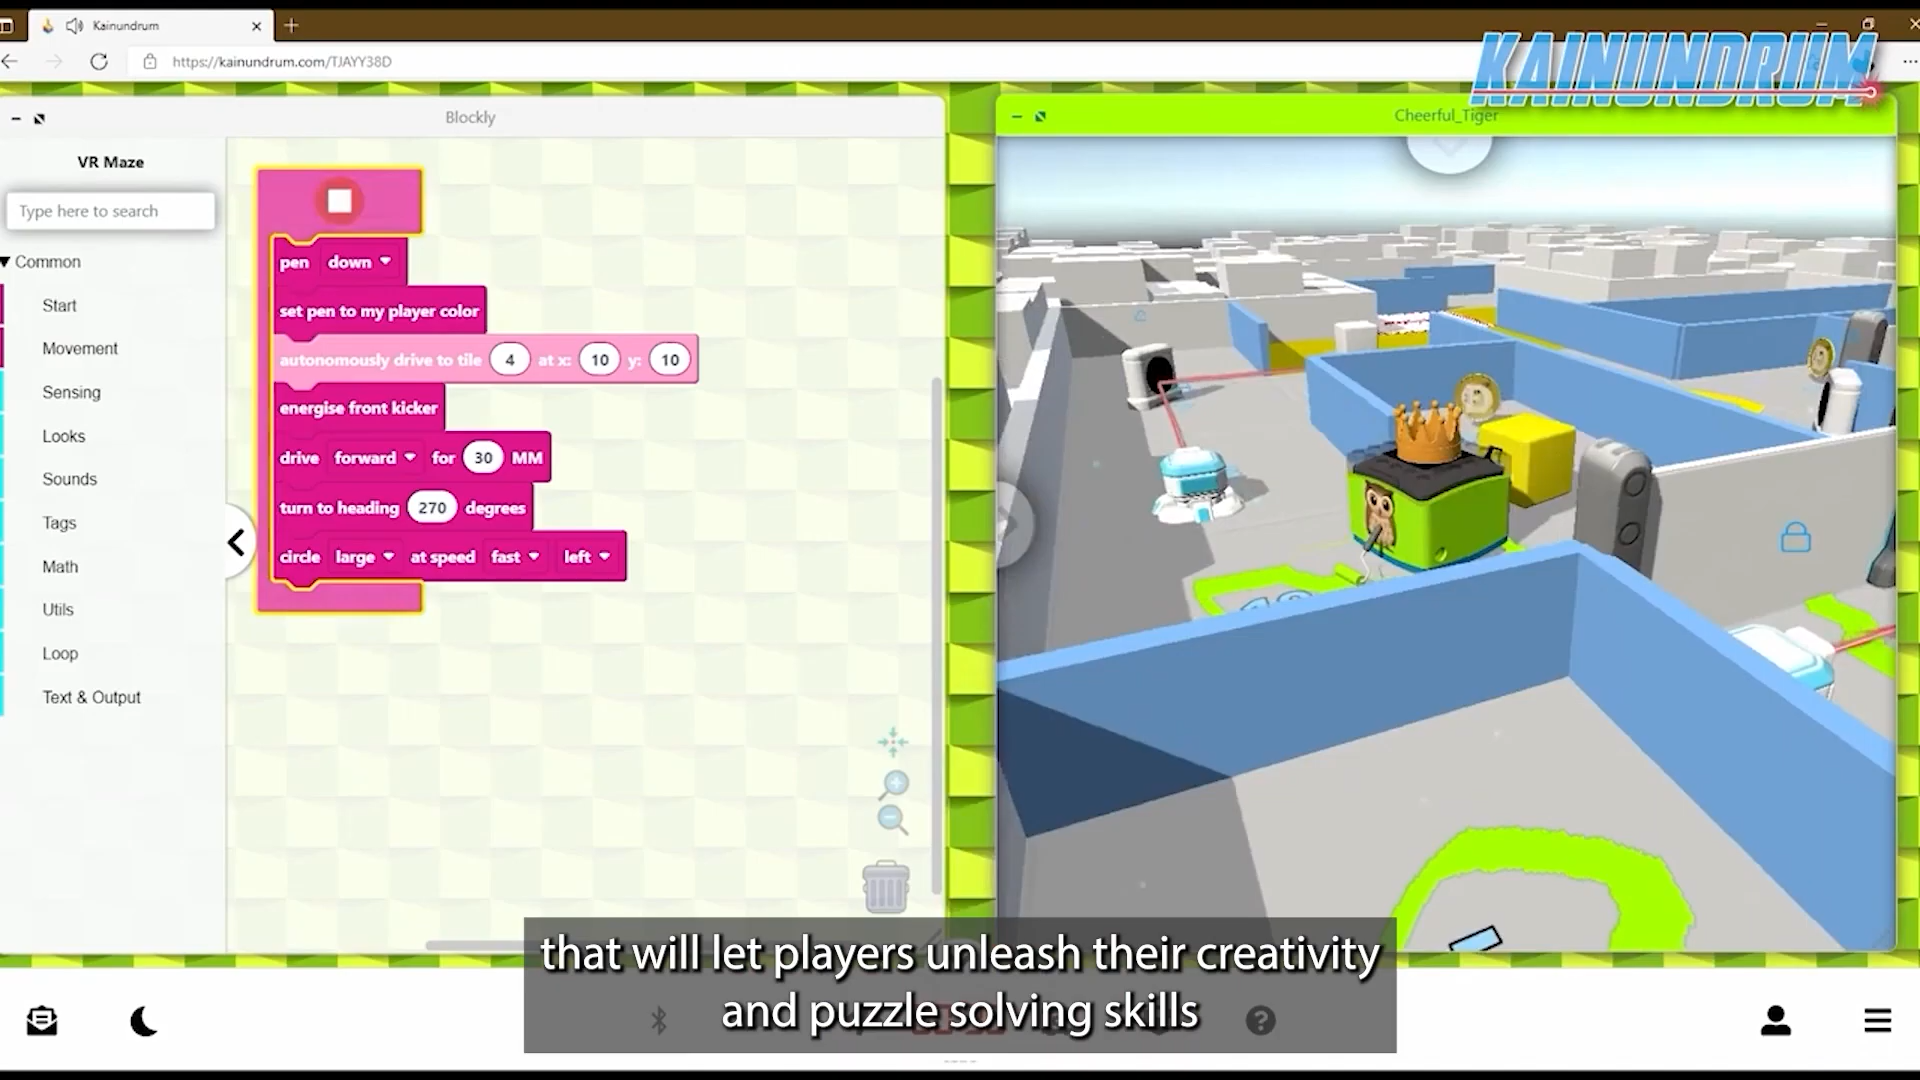 Kainundrum
https://kainundrum.com/TJAYY38D
KAINUNDRUM
Blockly
Cheerful_Tiger
VR Maze
Type here to search
Common
Start
Movement
Sensing
Looks
Sounds
Tags
Math
Utils
Loop
Text & Output
pen down
set pen to my player color
autonomously drive to tile 4 at x: 10 y: 10
energise front kicker
drive forward for 30 MM
turn to heading 270 degrees
circle large at speed fast left
that will let players unleash their creativity
and puzzle solving skills